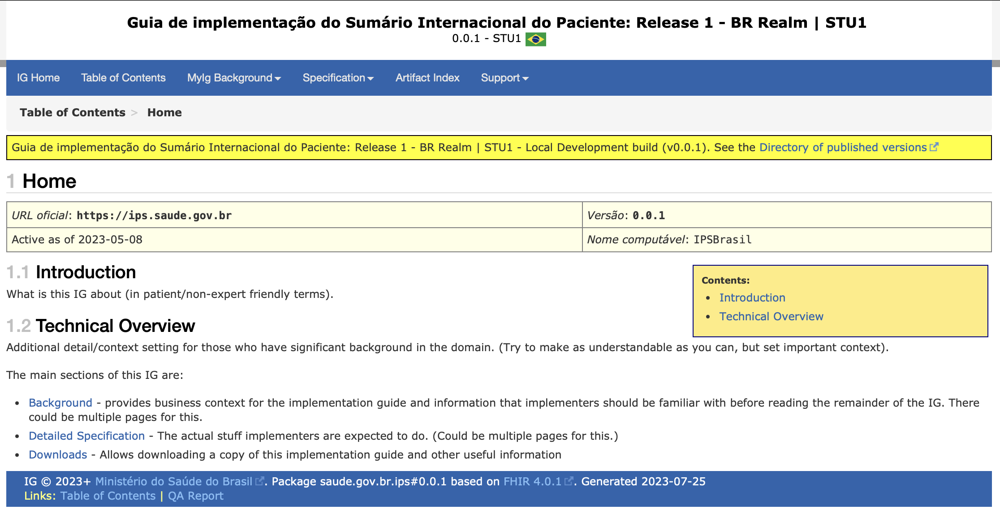 Guia de implementação do Sumário Internacional do Paciente: Release 1 - BR Realm | STU1
0.0.1 - STU1
IG Home Table of Contents MyIg Background Specification Artifact Index Support
Table of Contents > Home
Guia de implementação do Sumário Internacional do Paciente: Release 1 - BR Realm | STU1 - Local Development build (v0.0.1). See the Directory of published versions
1 Home
URL oficial: https://ips.saude.gov.br Versão: 0.0.1
Active as of 2023-05-08 Nome computável: IPSBrasil
1.1 Introduction
What is this IG about (in patient/non-expert friendly terms).
Contents:
• Introduction
• Technical Overview
1.2 Technical Overview
Additional detail/context setting for those who have significant background in the domain. (Try to make as understandable as you can, but set important context).
The main sections of this IG are:
• Background - provides business context for the implementation guide and information that implementers should be familiar with before reading the remainder of the IG. There
could be multiple pages for this.
• Detailed Specification - The actual stuff implementers are expected to do. (Could be multiple pages for this.)
• Downloads - Allows downloading a copy of this implementation guide and other useful information
IG © 2023+ Ministério do Saúde do Brasil. Package saude.gov.br.ips#0.0.1 based on FHIR 4.0.1. Generated 2023-07-25
Links: Table of Contents | QA Report